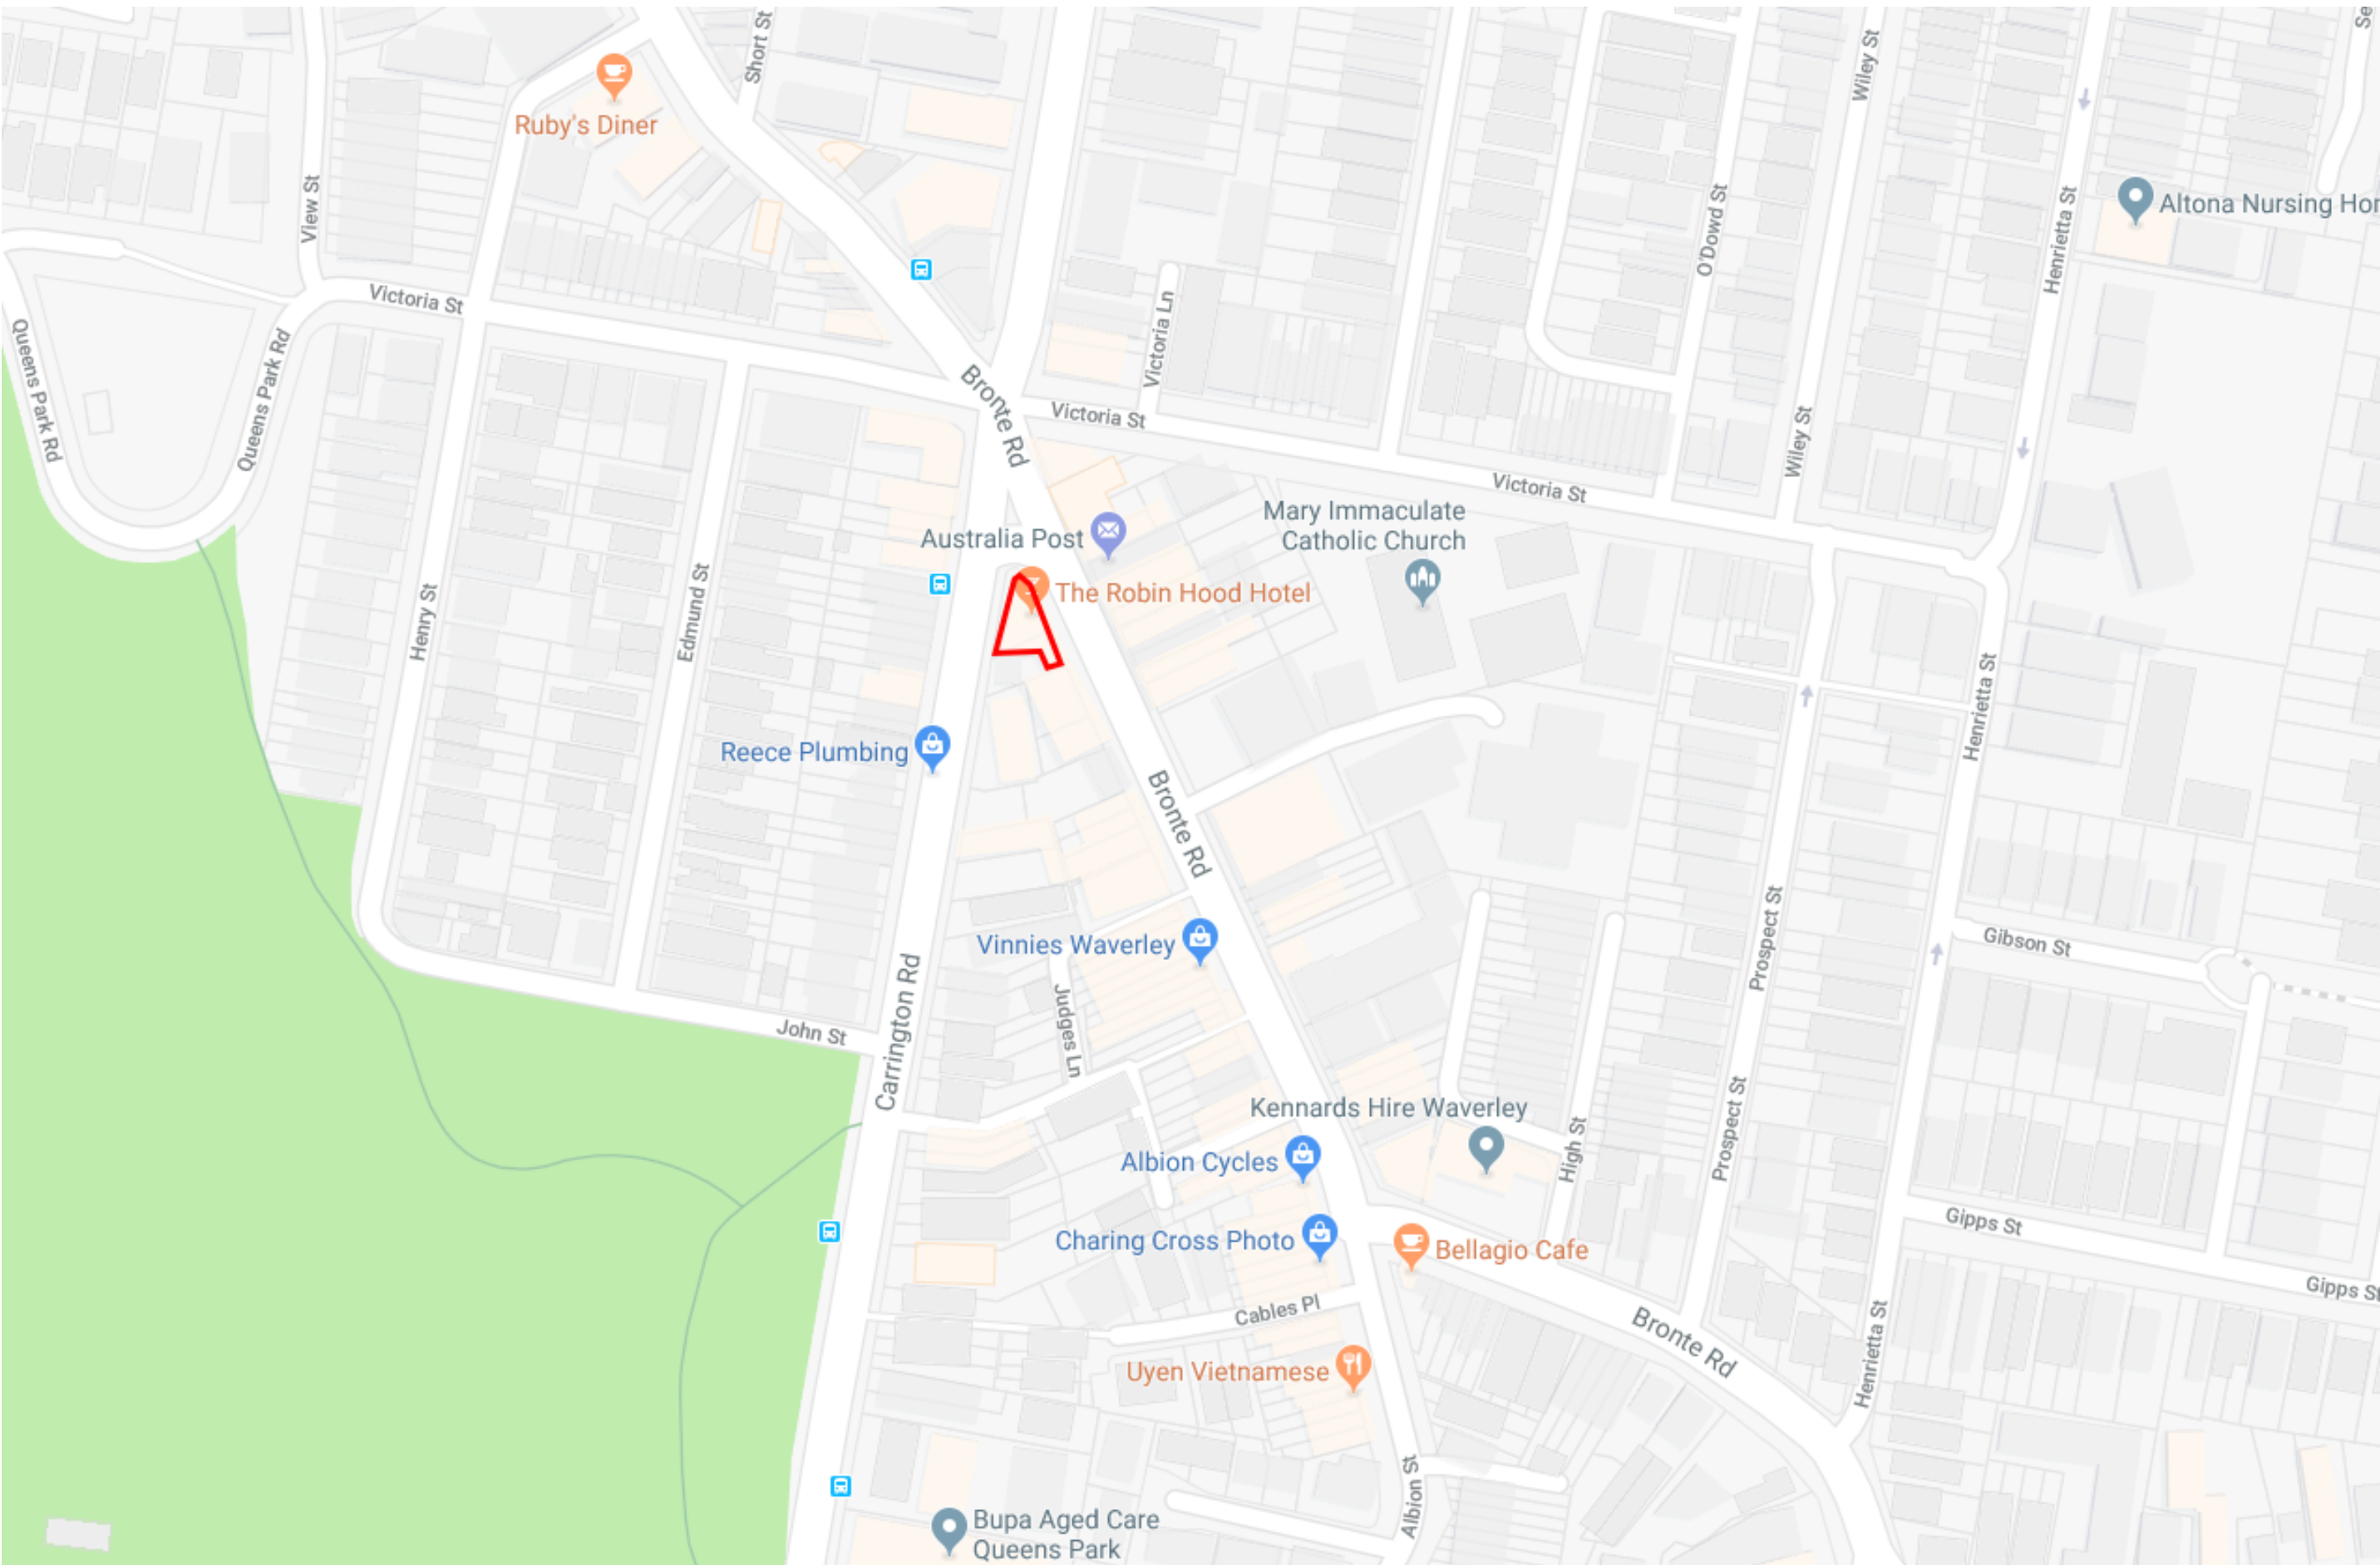 Short St
Wiley St
Ruby's Diner
View St
O'Dowd St
Henrietta St
Altona Nursing Hor
Victoria St
Victoria Ln
Queens Park Rd
Queens Park Rd
Bronte Rd
Victoria St
Wiley St
Victoria St
Mary Immaculate
Catholic Church
Australia Post
The Robin Hood Hotel
Henry St
Edmund St
Henrietta St
Reece Plumbing
Bronte Rd
Prospect St
Vinnies Waverley
Gibson St
Carrington Rd
Judges Ln
John St
Kennards Hire Waverley
High St
Prospect St
Albion Cycles
Gipps St
Charing Cross Photo
Bellagio Cafe
Gipps St
Cables Pl
Bronte Rd
Henrietta St
Uyen Vietnamese
Albion St
Bupa Aged Care
Queens Park